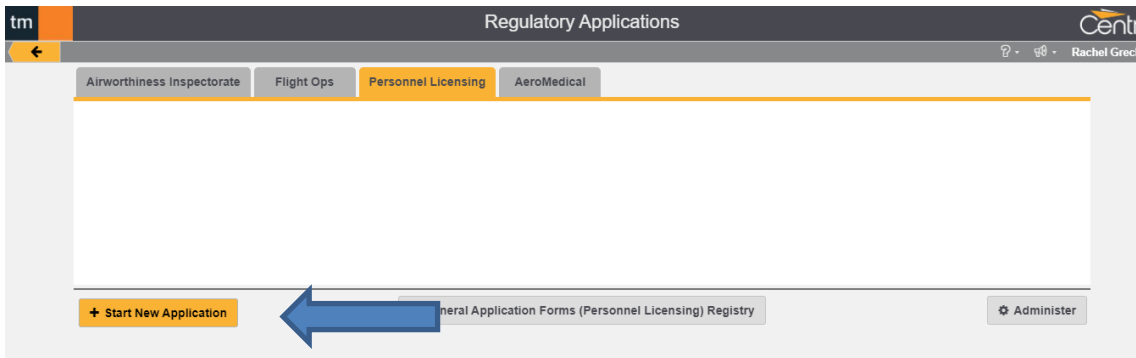 tm
Regulatory Applications
Centr
Rachel Grec
Airworthiness Inspectorate
Flight Ops
Personnel Licensing
AeroMedical
+ Start New Application
neral Application Forms (Personnel Licensing) Registry
Administer